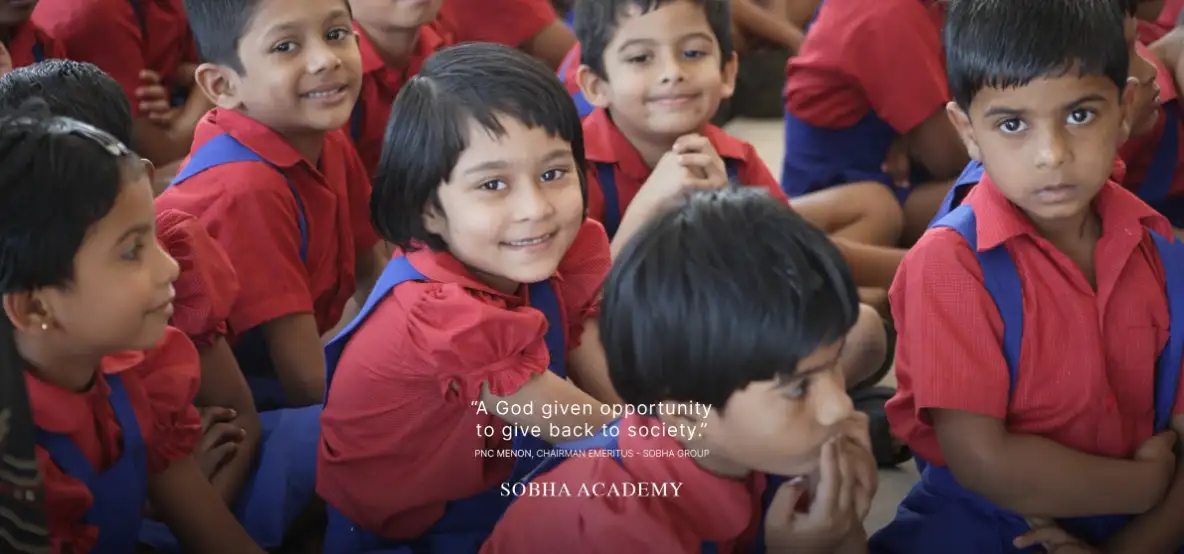 “A God given opportunity
to give back to society.”
PNC MENON, CHAIRMAN EMERITUS - SOBHA GROUP
SOBHA ACADEMY